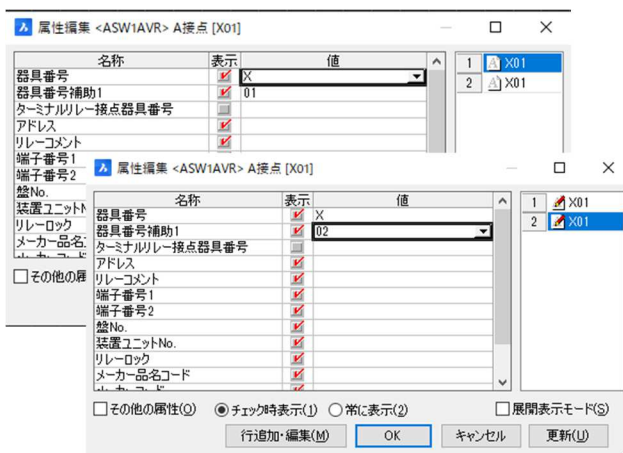 属性編集 <ASW1AVR> A接点 [X01]
名称 表示 値
器具番号 X
器具番号補助1 01
ターミナルリレー接点器具番号
アドレス
リレーコメント
端子番号1
端子番号2
盤No.
装置ユニットN
リレーロック
メーカー品名
その他の属
1 X01
2 X01
属性編集 <ASW1AVR> A接点 [X01]
名称 表示 値
器具番号 X
器具番号補助1 02
ターミナルリレー接点器具番号
アドレス
リレーコメント
端子番号1
端子番号2
盤No.
装置ユニットNo.
リレーロック
メーカー品名コード
1 X01
2 X01
その他の属性(O) チェック時表示(1) 常に表示(2) 展開表示モード(S)
行追加・編集(M) OK キャンセル 更新(U)